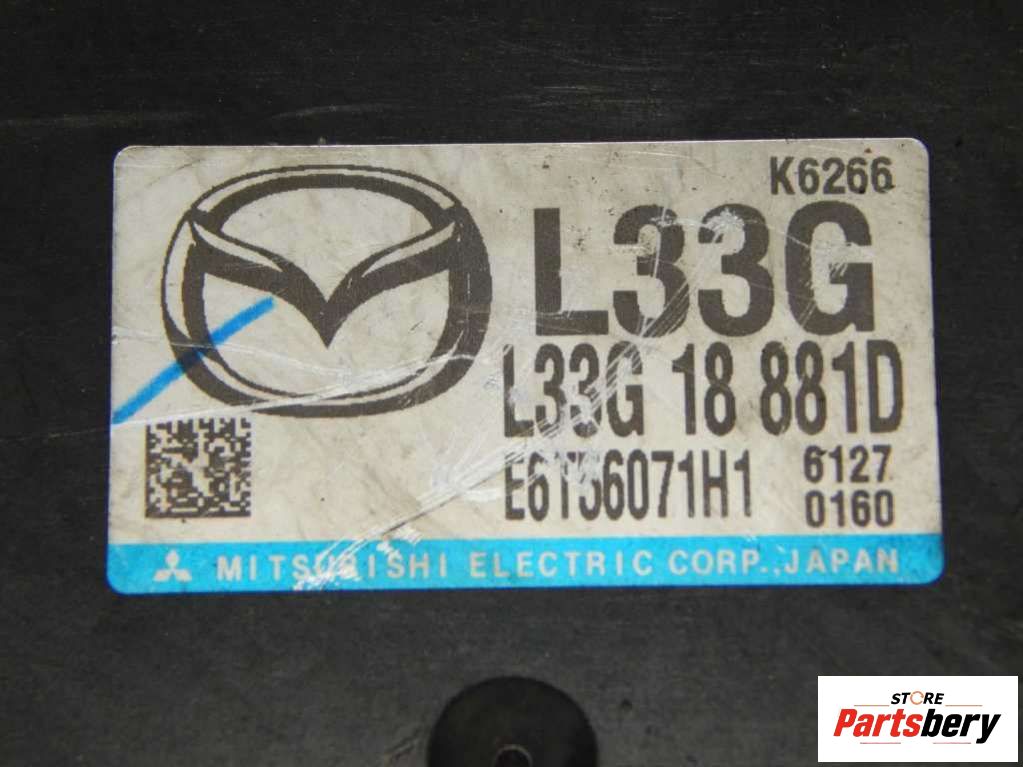 K6266
L33G
L33G 18 881D
E6T56071H1
6127
0160
MITSUBISHI ELECTRIC CORP., JAPAN
STORE
Partsbery